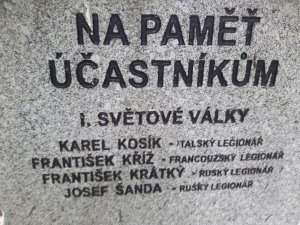 NA PAMĚŤ
ÚČASTNÍKŮM
I. SVĚTOVÉ VÁLKY
KAREL KOSÍK - ITALSKÝ LEGIONÁŘ
FRANTIŠEK KŘÍŽ - FRANCOUZSKÝ LEGIONÁŘ
FRANTIŠEK KRÁTKÝ - RUSKÝ LEGIONÁŘ
JOSEF ŠANDA - RUSKÝ LEGIONÁŘ